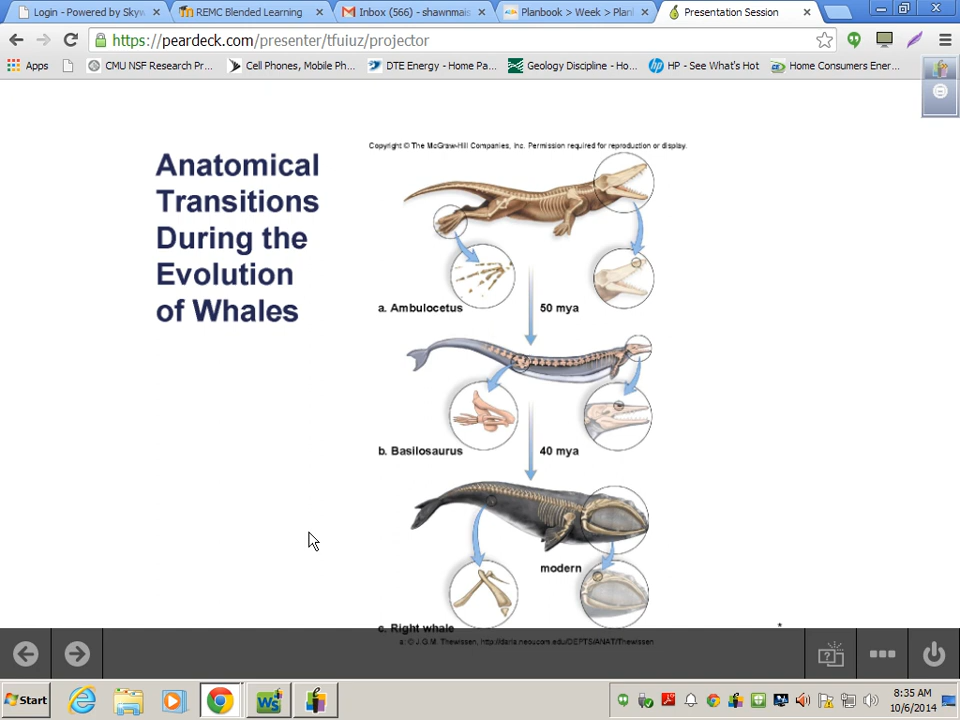 Login - Powered by Skyw
REMC Blended Learning
Inbox (566) - shawnmais
Planbook > Week > Plan
Presentation Session
https://peardeck.com/presenter/tfuiuz/projector
Apps
CMU NSF Research Pr...
Cell Phones, Mobile Ph...
DTE Energy - Home Pa...
Geology Discipline - Ho...
HP - See What's Hot
Home Consumers Ener...
Copyright © The McGraw-Hill Companies, Inc. Permission required for reproduction or display.
Anatomical
Transitions
During the
Evolution
of Whales
a. Ambulocetus
50 mya
b. Basilosaurus
40 mya
modern
c. Right whale
Start
8:35 AM
10/6/2014